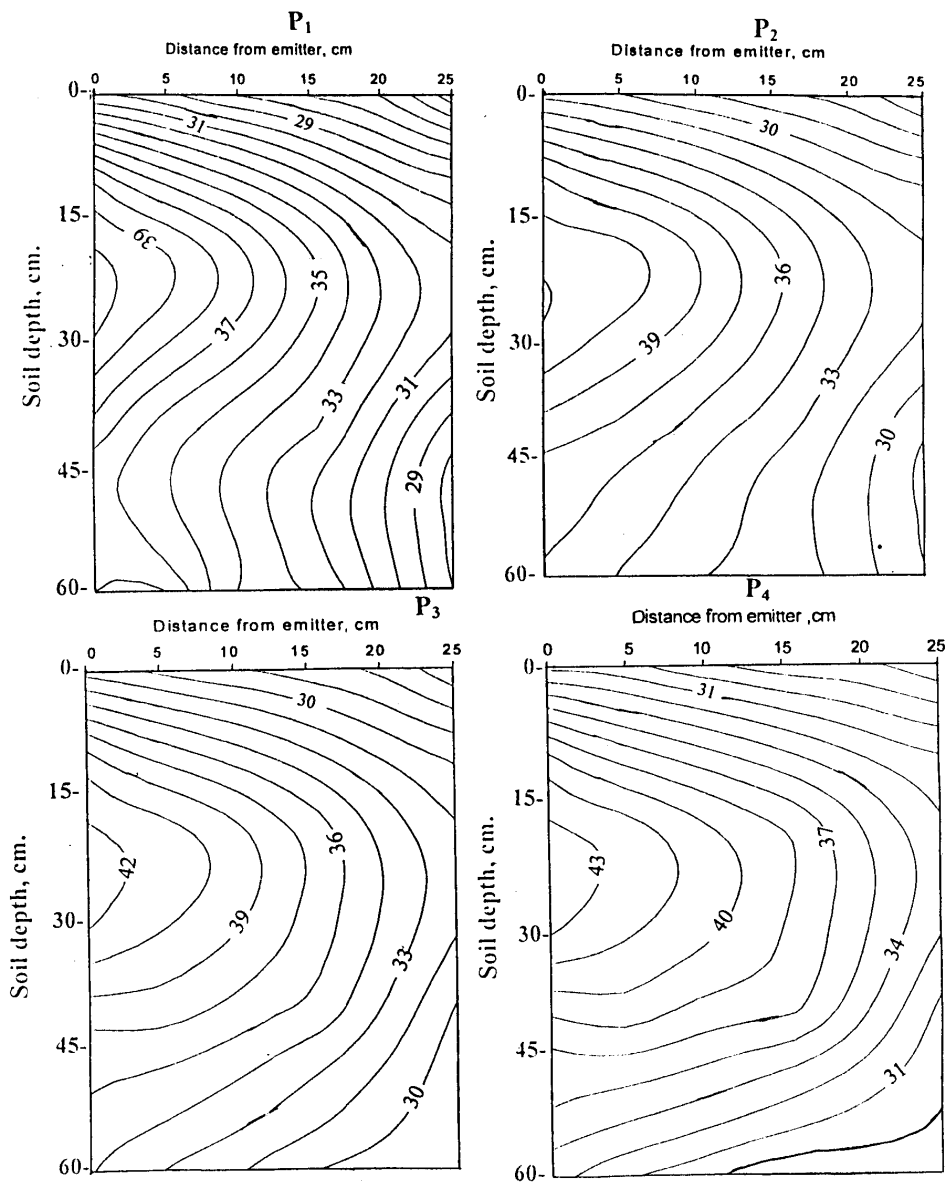 P₁
Distance from emitter, cm
0 5 10 15 20 25
0-
15-
30-
45-
60-
Soil depth, cm.
31
29
39
35
37
33
31
29
P₂
Distance from emitter, cm
0 5 10 15 20 25
0-
15-
30-
45-
60-
Soil depth, cm.
30
36
39
33
30
P₃
Distance from emitter, cm
0 5 10 15 20 25
0-
15-
30-
45-
60-
Soil depth, cm.
30
36
42
39
33
30
P₄
Distance from emitter ,cm
0 5 10 15 20 25
0-
15-
30-
45-
60-
Soil depth, cm.
31
37
43
40
34
31